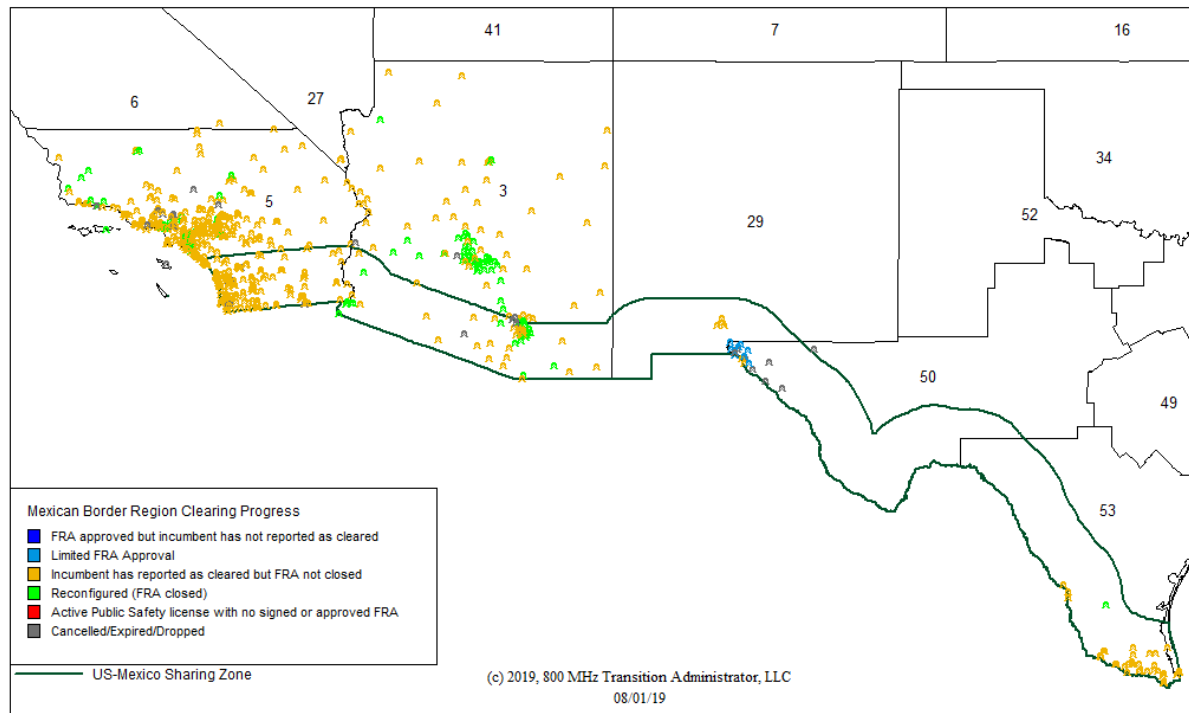 41
7
16
6
27
34
3
5
29
52
50
49
53
Mexican Border Region Clearing Progress
FRA approved but incumbent has not reported as cleared
Limited FRA Approval
Incumbent has reported as cleared but FRA not closed
Reconfigured (FRA closed)
Active Public Safety license with no signed or approved FRA
Cancelled/Expired/Dropped
US-Mexico Sharing Zone
(c) 2019, 800 MHz Transition Administrator, LLC
08/01/19